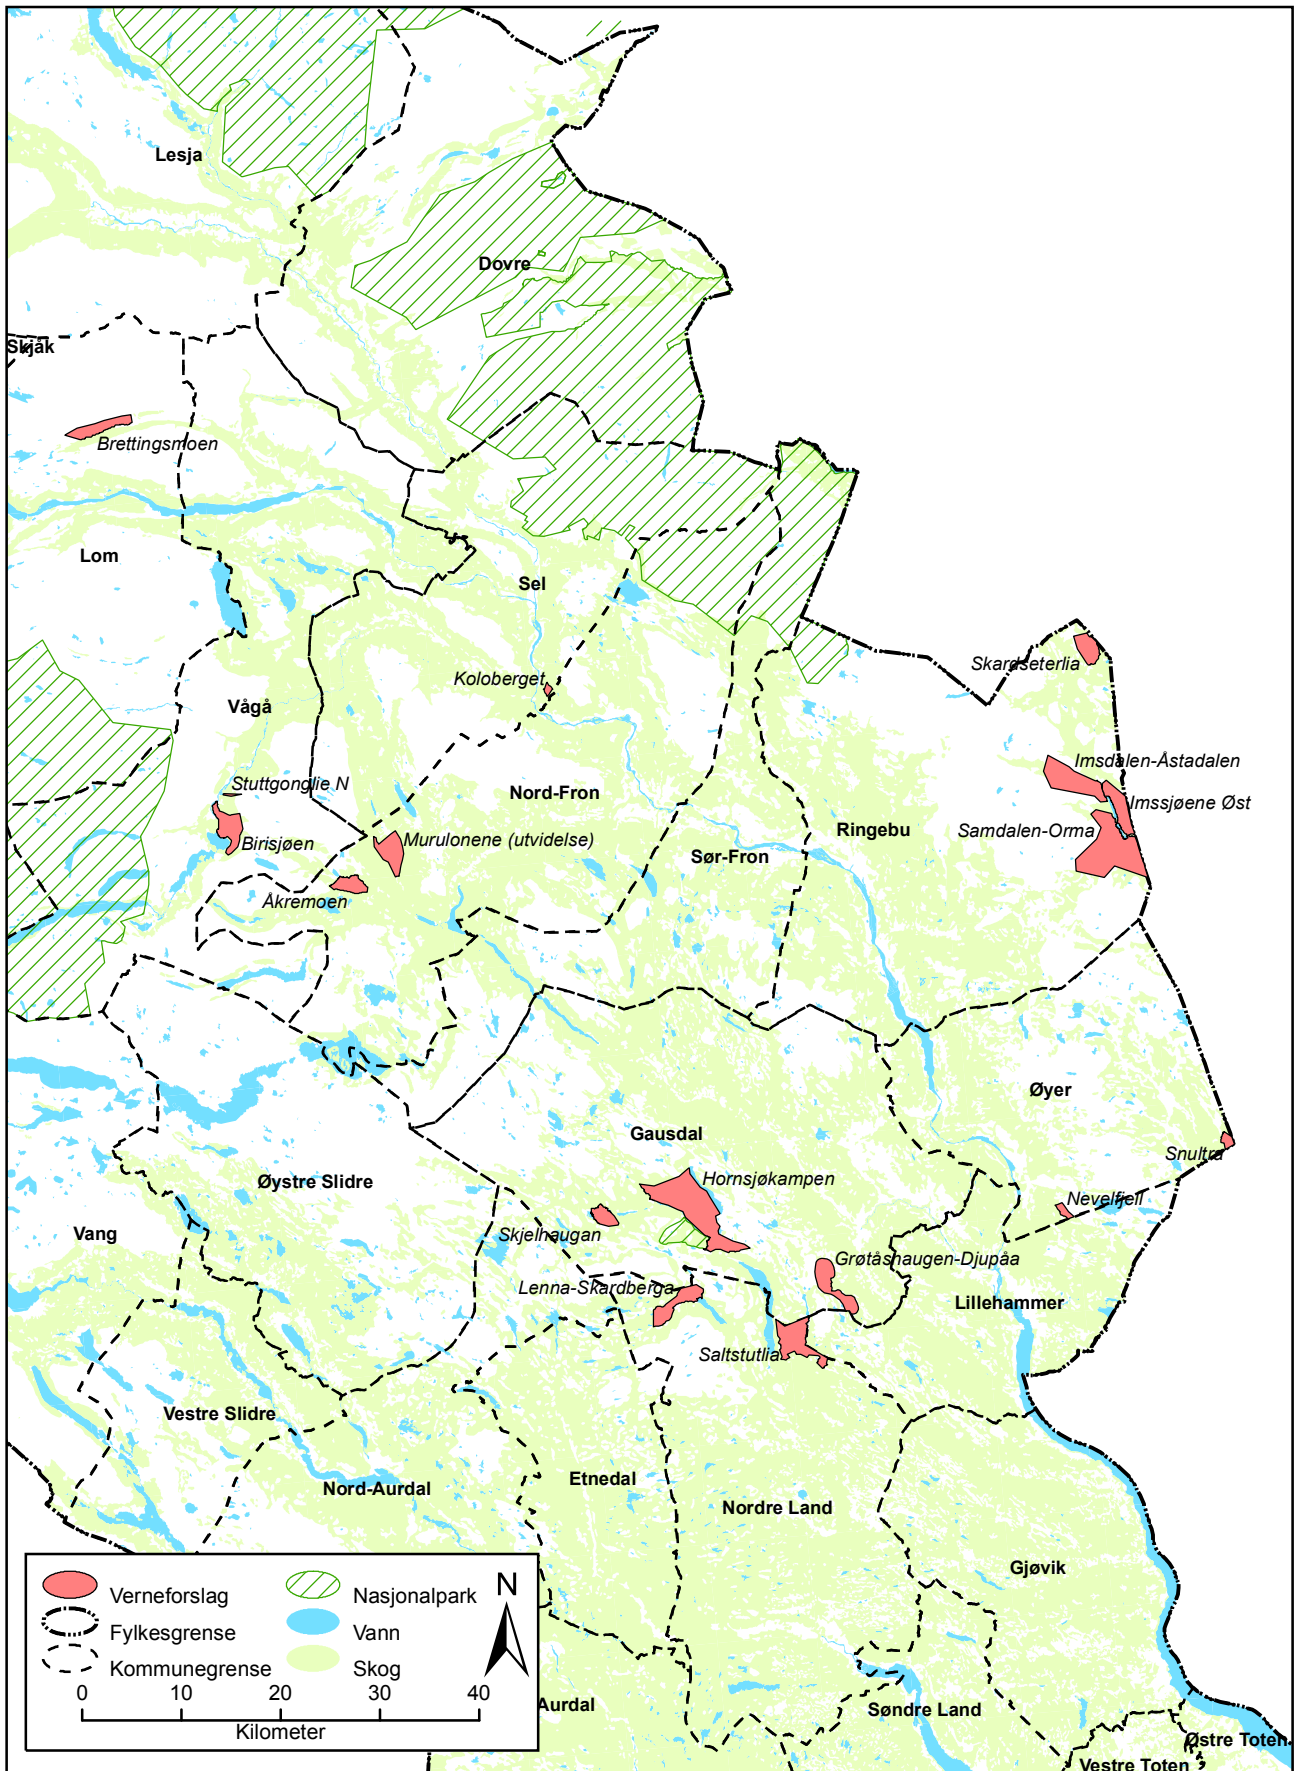 Lesja
Dovre
Skjåk
Brettingsmoen
Lom
Sel
Skardseterlia
Koloberget
Vågå
Imsdalen-Åstadalen
Stuttgonglie N
Nord-Fron
Imssjøene Øst
Ringebu
Samdalen-Orma
Birisjøen
Murulonene (utvidelse)
Sør-Fron
Åkremoen
Øyer
Gausdal
Snultra
Øystre Slidre
Hornsjøkampen
Nevelfjell
Vang
Skjelhaugan
Grøtåshaugen-Djupåa
Lenna-Skardberga
Lillehammer
Saltstutlia
Vestre Slidre
Etnedal
Nord-Aurdal
Nordre Land
Gjøvik
Verneforslag
Nasjonalpark
N
Fylkesgrense
Vann
Kommunegrense
Skog
0 10 20 30 40
Kilometer
Aurdal
Søndre Land
Østre Toten
Vestre Toten